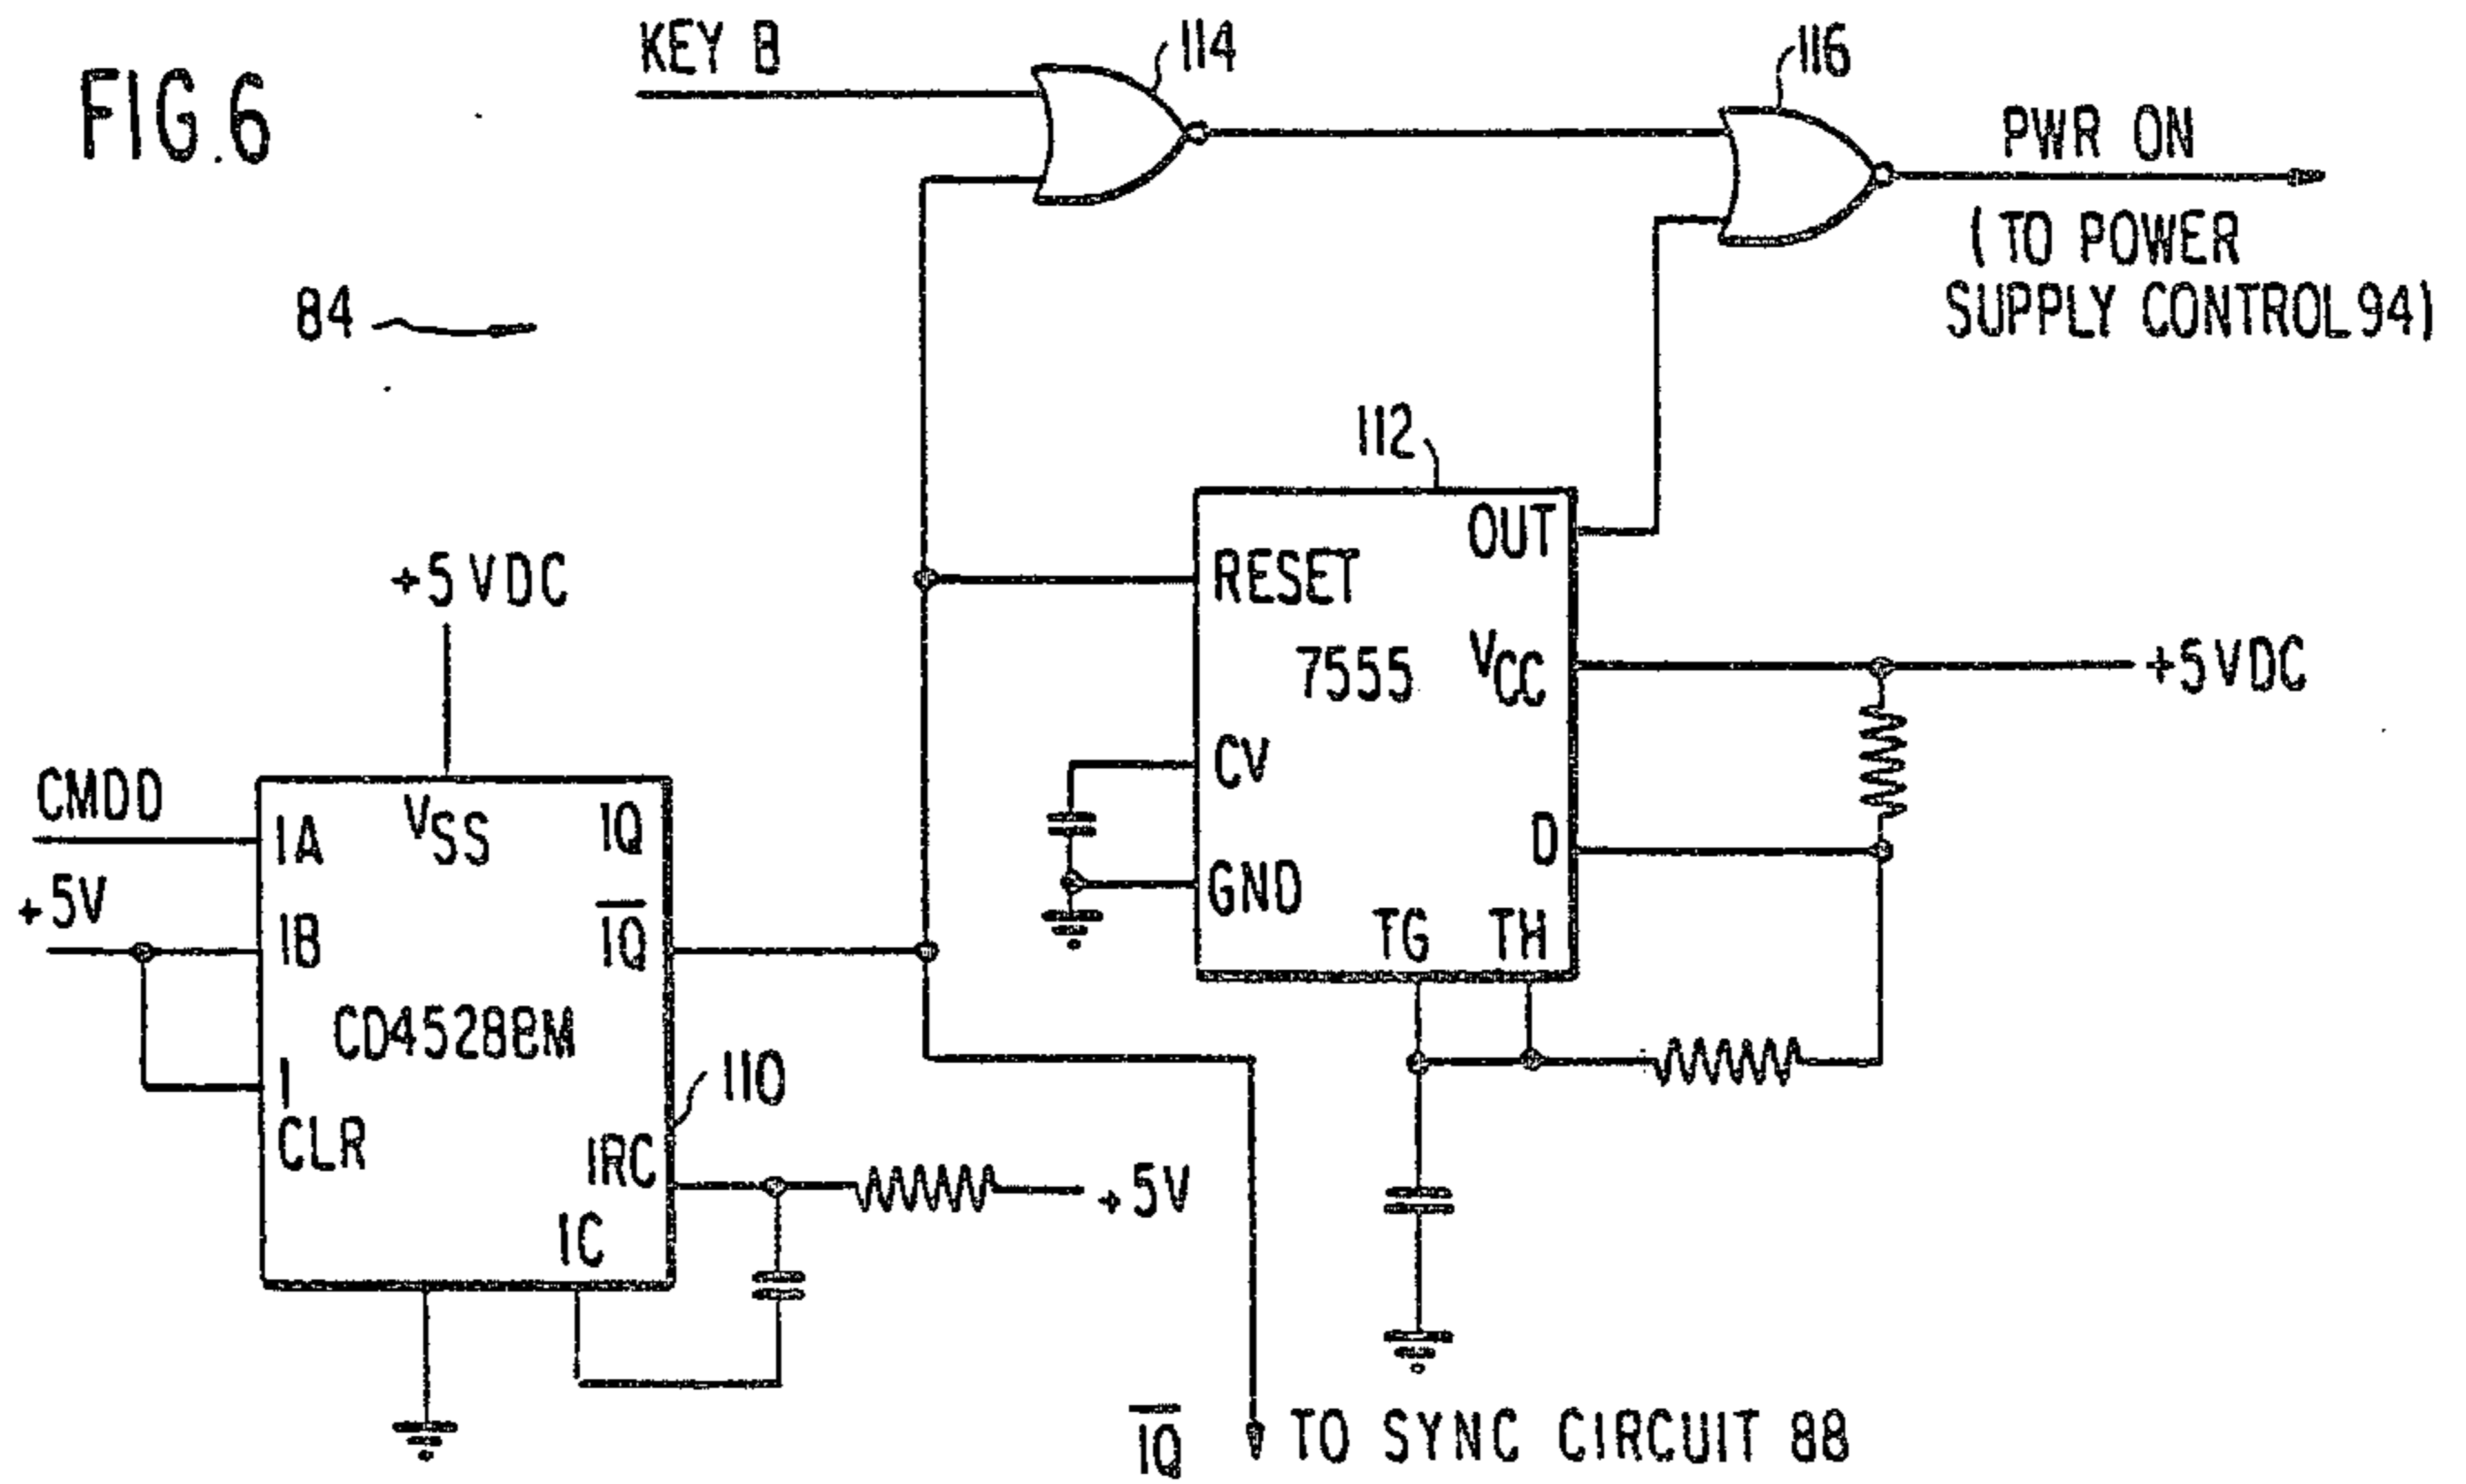 FIG.6
KEY B
114
116
PWR ON
(TO POWER
SUPPLY CONTROL 94)
84
112
OUT
RESET
7555
VCC
+5VDC
CV
D
GND
TG
TH
+5VDC
CMDD
VSS
1Q
1A
+5V
1B
1Q
CD4528BM
110
1
CLR
1RC
+5V
1C
1Q
TO SYNC CIRCUIT 88